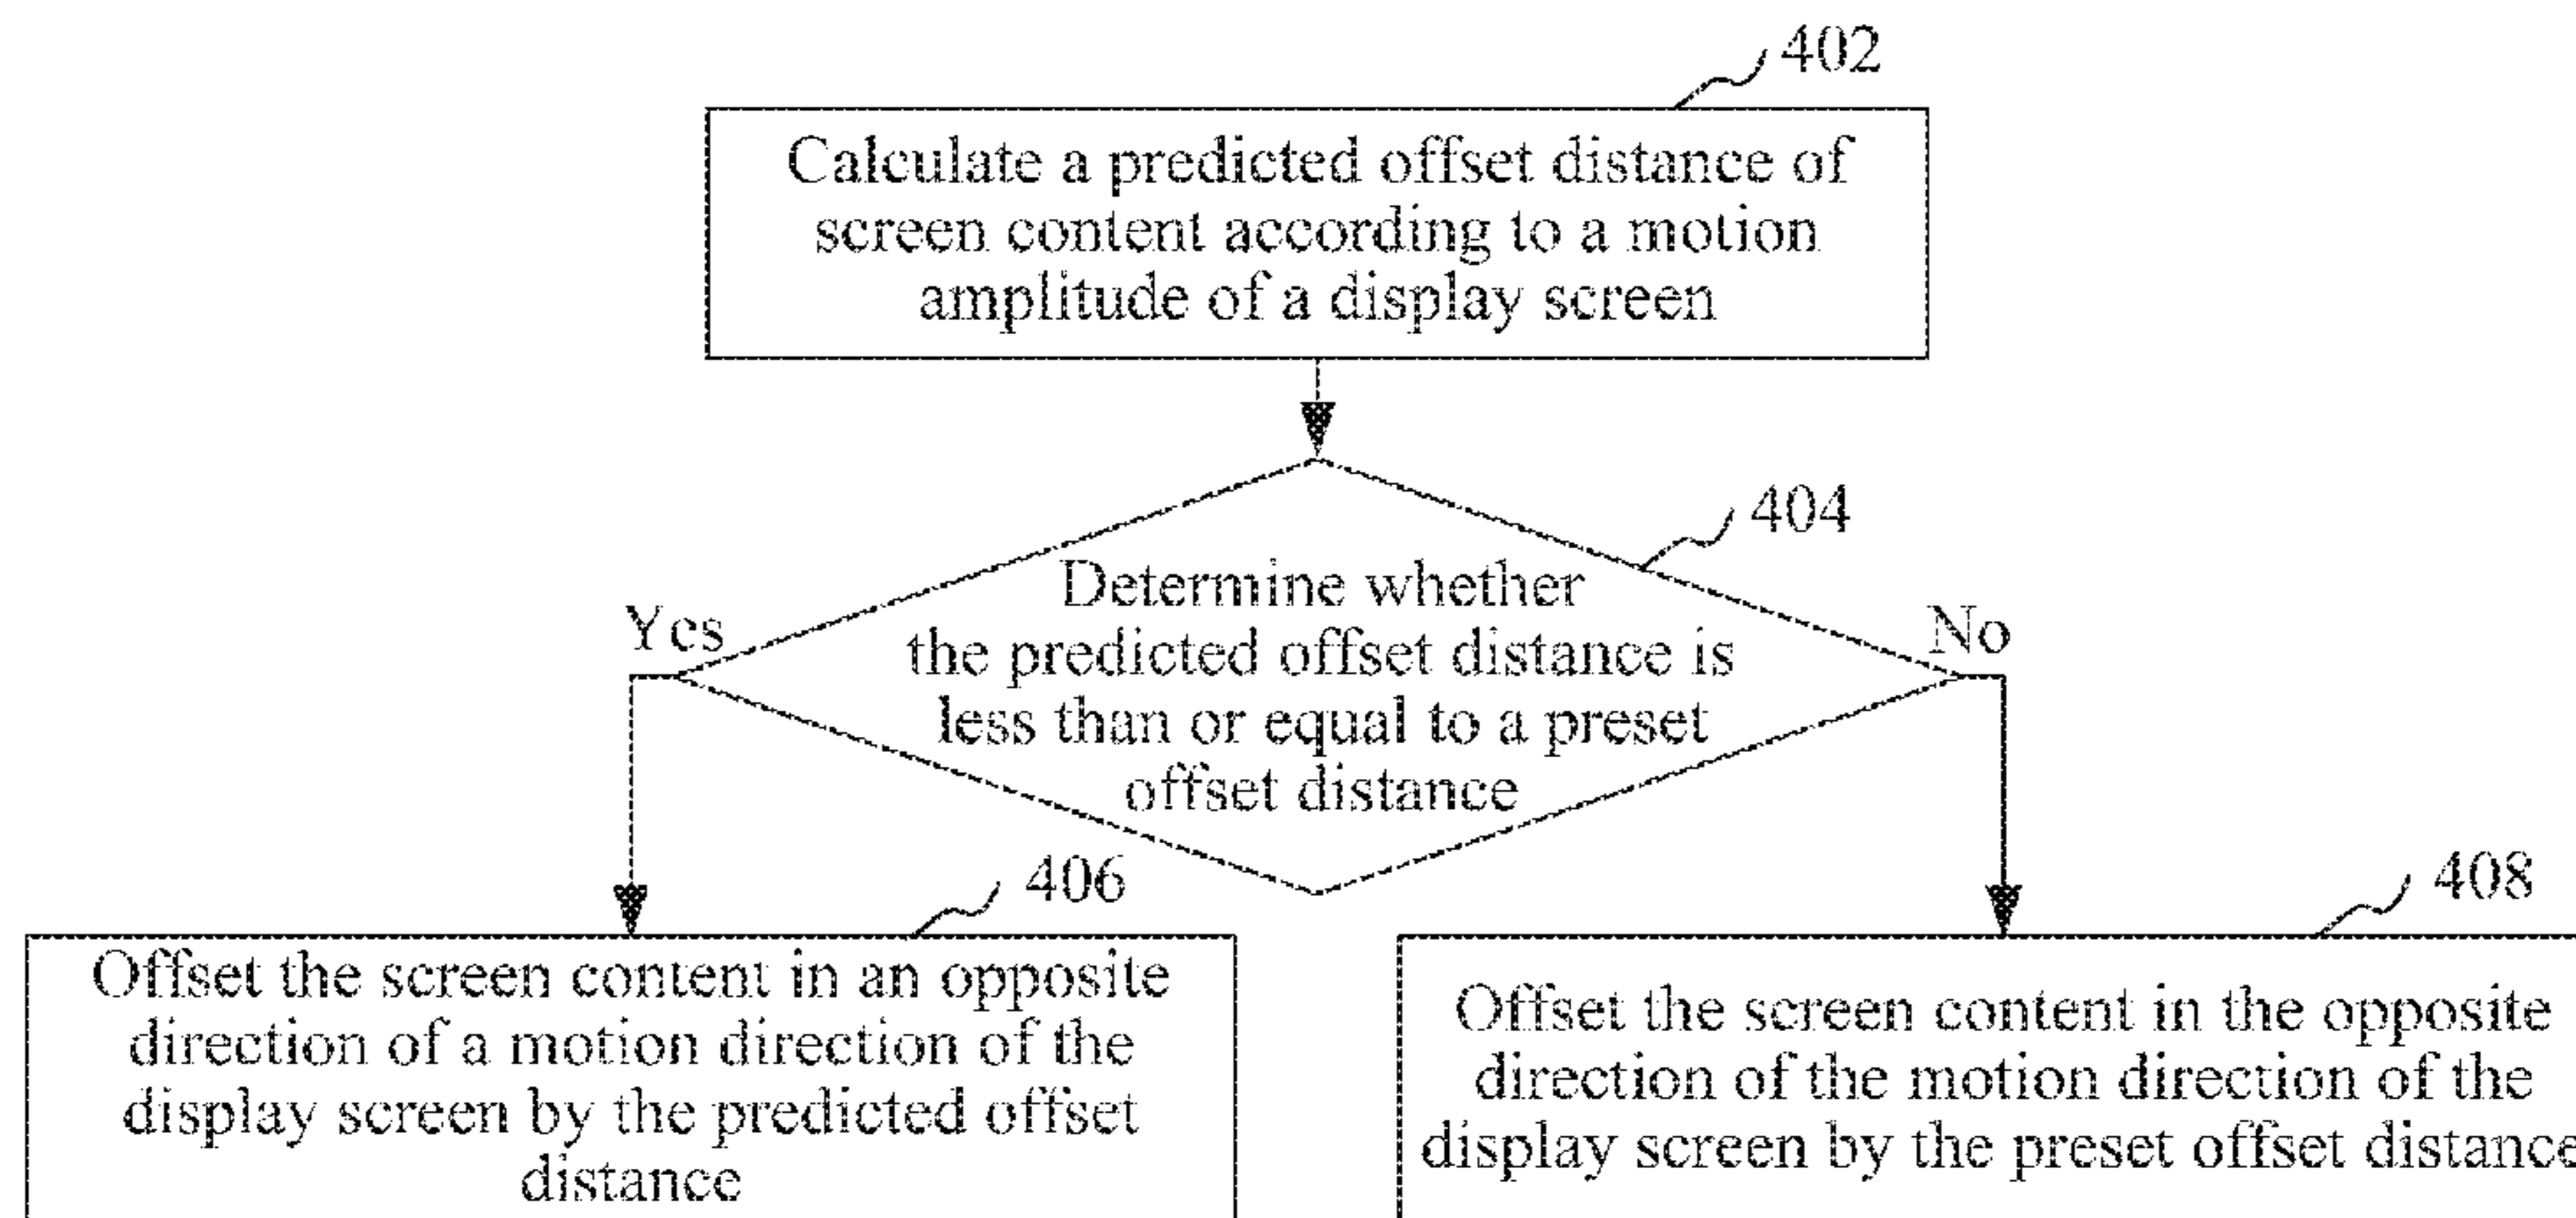 402
Calculate a predicted offset distance of
screen content according to a motion
amplitude of a display screen
404
Determine whether
the predicted offset distance is
less than or equal to a preset
offset distance
Yes
No
406
Offset the screen content in an opposite
direction of a motion direction of the
display screen by the predicted offset
distance
408
Offset the screen content in the opposite
direction of the motion direction of the
display screen by the preset offset distance